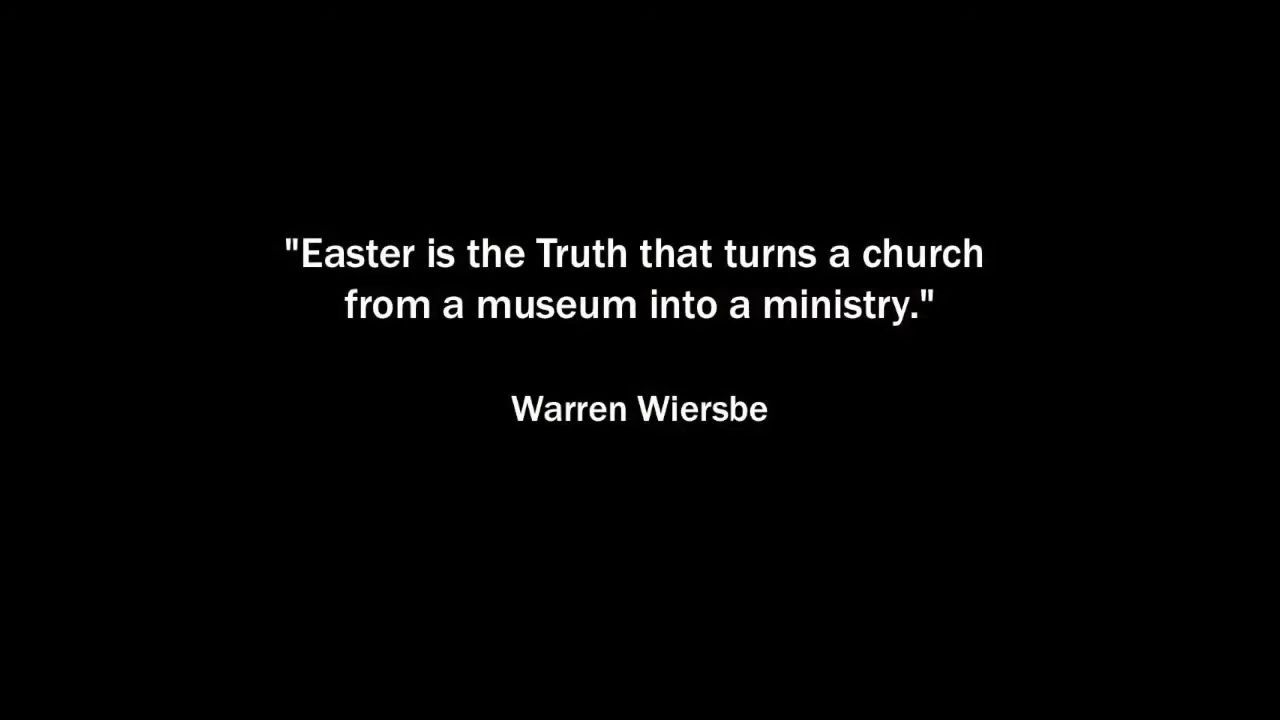 "Easter is the Truth that turns a church
from a museum into a ministry."
Warren Wiersbe